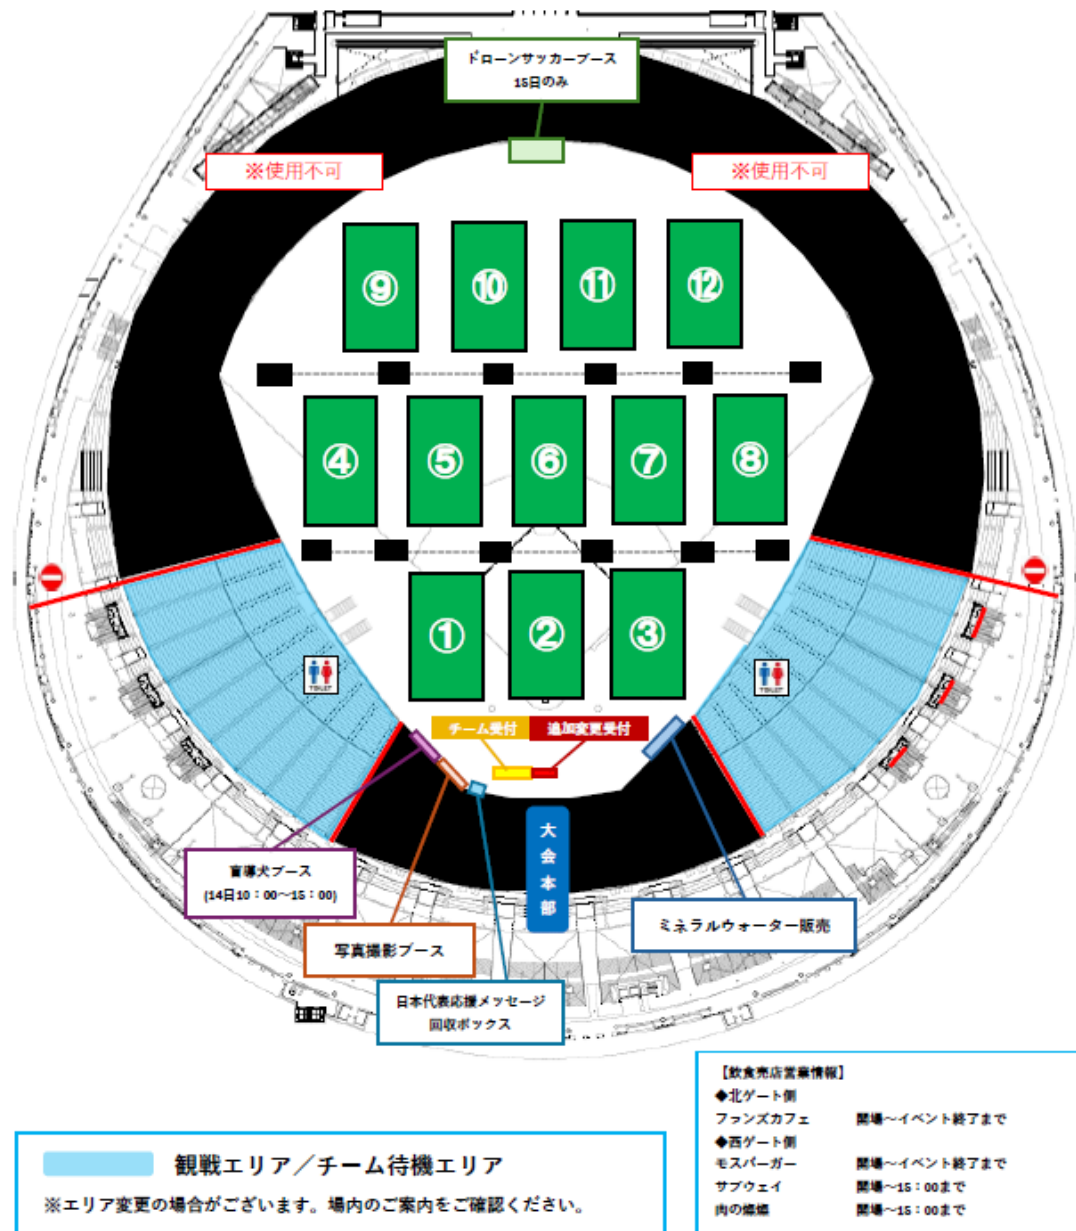 ドローンサッカーブース
15日のみ
※使用不可
※使用不可
⑨
⑩
⑪
⑫
④
⑤
⑥
⑦
⑧
①
②
③
TOILET
TOILET
チーム受付
追加変更受付
大会本部
盲導犬ブース
(14日10：00～15：00)
写真撮影ブース
日本代表応援メッセージ
回収ボックス
ミネラルウォーター販売
【飲食売店営業情報】
◆北ゲート側
フランズカフェ 開場～イベント終了まで
◆西ゲート側
モスバーガー 開場～イベント終了まで
サブウェイ 開場～15：00まで
肉の 開場～15：00まで
観戦エリア／チーム待機エリア
※エリア変更の場合がございます。場内のご案内をご確認ください。